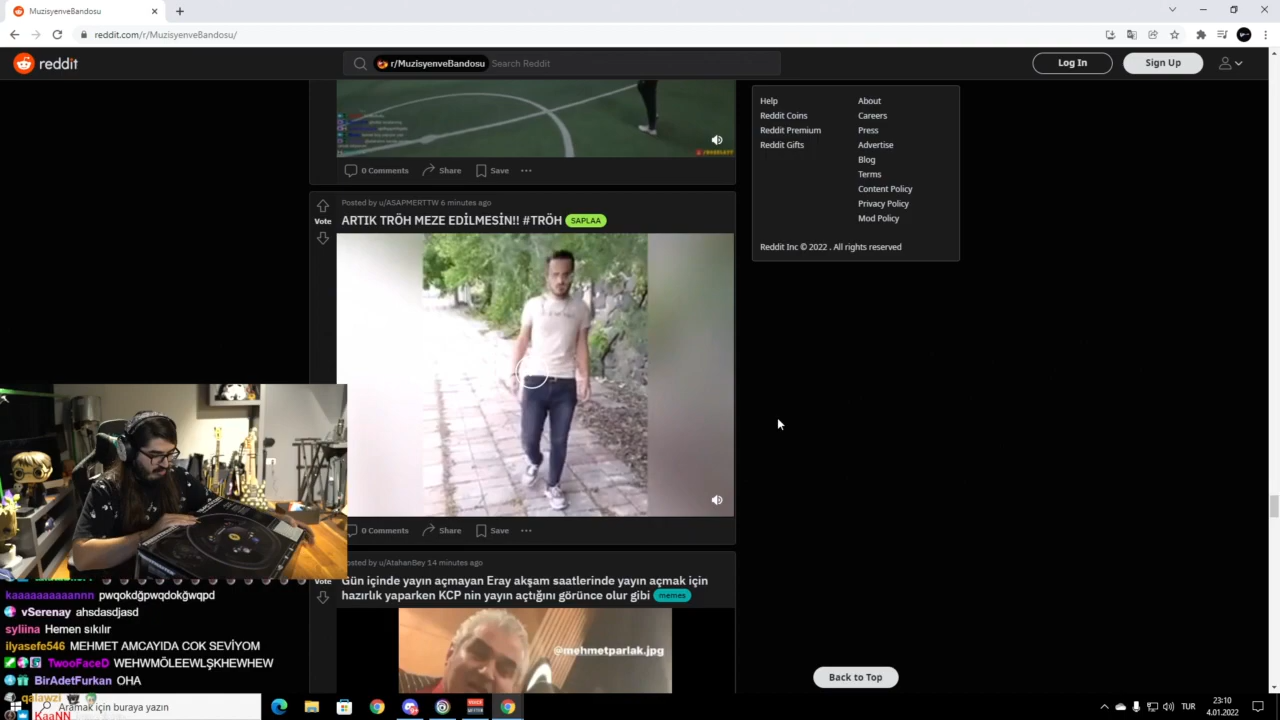 MuzisyenveBandosu
reddit.com/r/MuzisyenveBandosu/
reddit
r/MuzisyenveBandosu Search Reddit
Log In
Sign Up
0 Comments Share Save
Posted by u/ASAPMERTTW 6 minutes ago
ARTIK TRÖH MEZE EDİLMESİN!! #TRÖH SAPLAA
Vote
0 Comments Share Save
Posted by u/AtahanBey 14 minutes ago
Vote
Gün içinde yayın açmayan Eray akşam saatlerinde yayın açmak için
hazırlık yaparken KCP nin yayın açtığını görünce olur gibi memes
@mehmetparlak.jpg
Help
Reddit Coins
Reddit Premium
Reddit Gifts
About
Careers
Press
Advertise
Blog
Terms
Content Policy
Privacy Policy
Mod Policy
Reddit Inc © 2022 . All rights reserved
Back to Top
pwqokdğpwqdokğwqpd
vSerenay ahsdasdjasd
syliina Hemen sıkılır
ilyasefe546 MEHMET AMCAYIDA COK SEVİYOM
TwooFaceD WEHWMÖLEEWLŞKHEWHEW
BirAdetFurkan OHA
qalawzi
KaaNN
Aramak için buraya yazın
TUR
23:10
4.01.2022